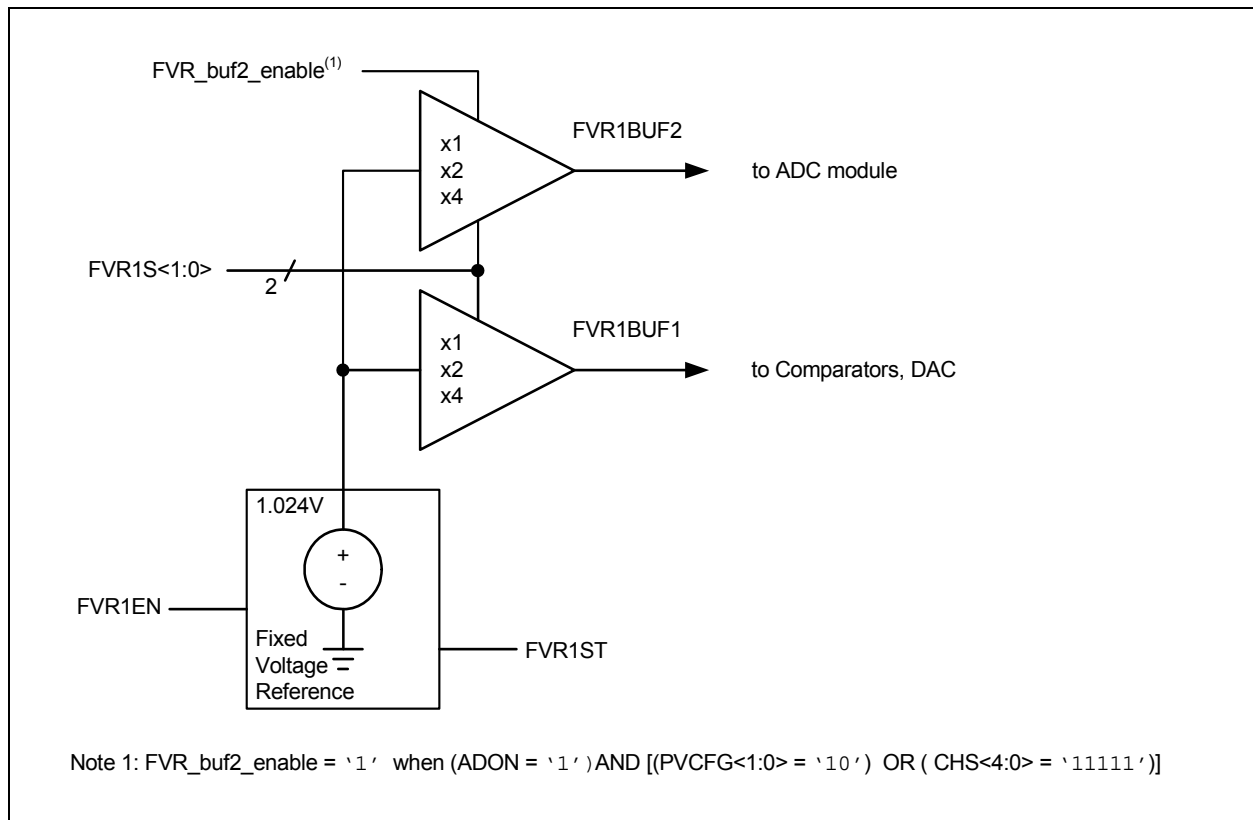 FVR_buf2_enable(1)
FVR1BUF2
x1
x2
x4
to ADC module
FVR1S<1:0>
2
FVR1BUF1
x1
x2
x4
to Comparators, DAC
1.024V
+
-
FVR1EN
Fixed
Voltage
Reference
FVR1ST
Note 1: FVR_buf2_enable = ‘1’ when (ADON = ‘1’)AND [(PVCFG<1:0> = ‘10’) OR ( CHS<4:0> = ‘11111’)]